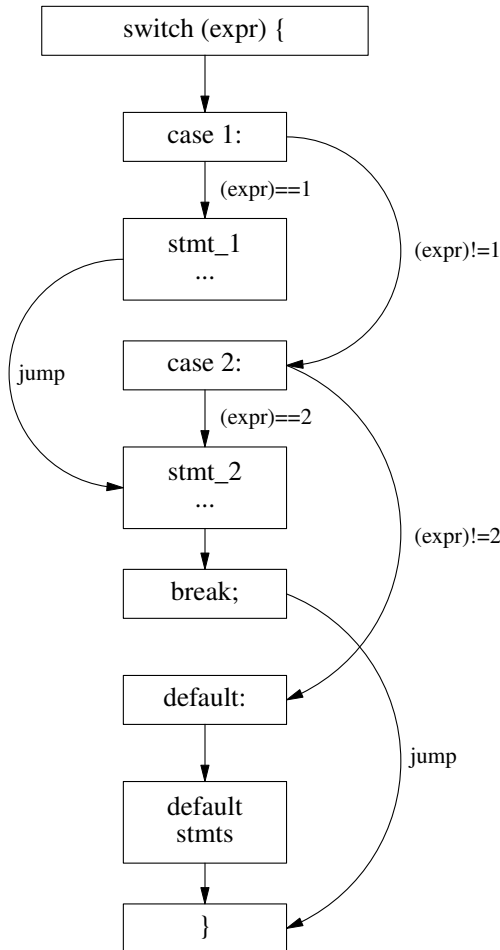 switch (expr) {
case 1:
(expr)==1
stmt_1
...
(expr)!=1
case 2:
jump
(expr)==2
stmt_2
...
(expr)!=2
break;
default:
jump
default
stmts
}